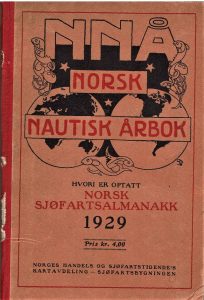 NNÅ
NORSK
NAUTISK ÅRBOK
HVORI ER OPTATT
NORSK
SJØFARTSALMANAKK
1929
Pris kr. 4,00
NORGES HANDELS OG SJØFARTSTIDENDE'S
KARTAVDELING - SJØFARTSBYGNINGEN